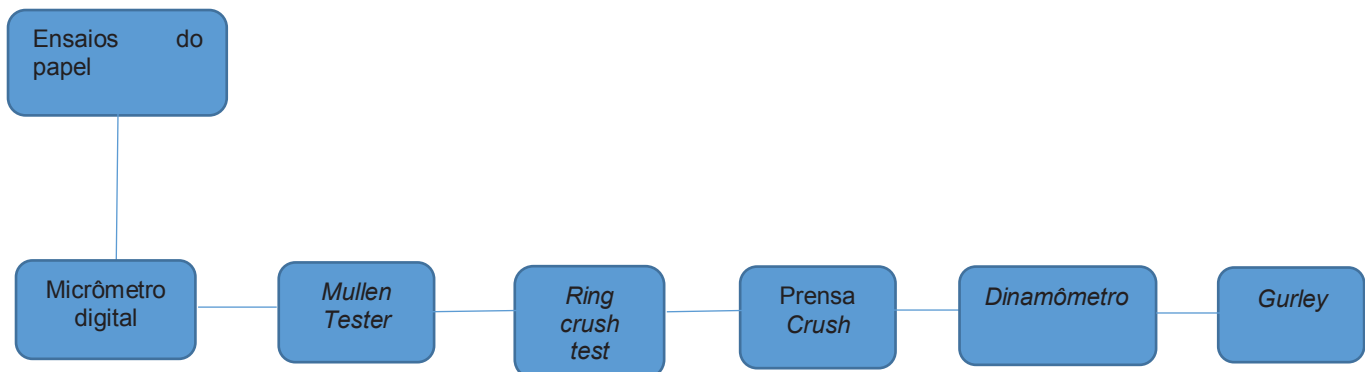 Ensaios do
papel
Micrômetro
digital
Mullen
Tester
Ring
crush
test
Prensa
Crush
Dinamômetro
Gurley